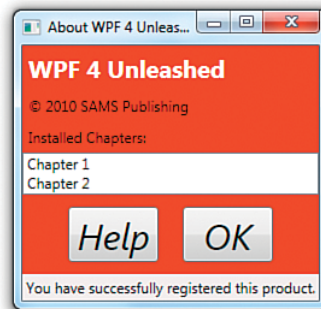 About WPF 4 Unleas...
WPF 4 Unleashed
© 2010 SAMS Publishing
Installed Chapters:
Chapter 1
Chapter 2
Help OK
You have successfully registered this product.